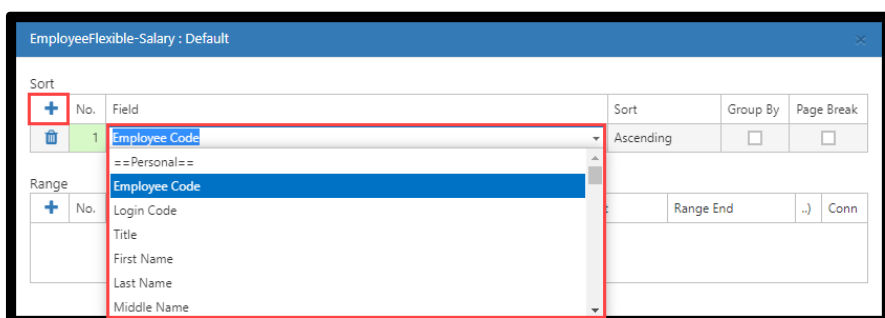 EmployeeFlexible-Salary : Default
Sort
No. Field Sort Group By Page Break
1 Employee Code Ascending
==Personal==
Employee Code
Range
No. Range End ..) Conn
Login Code
Title
First Name
Last Name
Middle Name